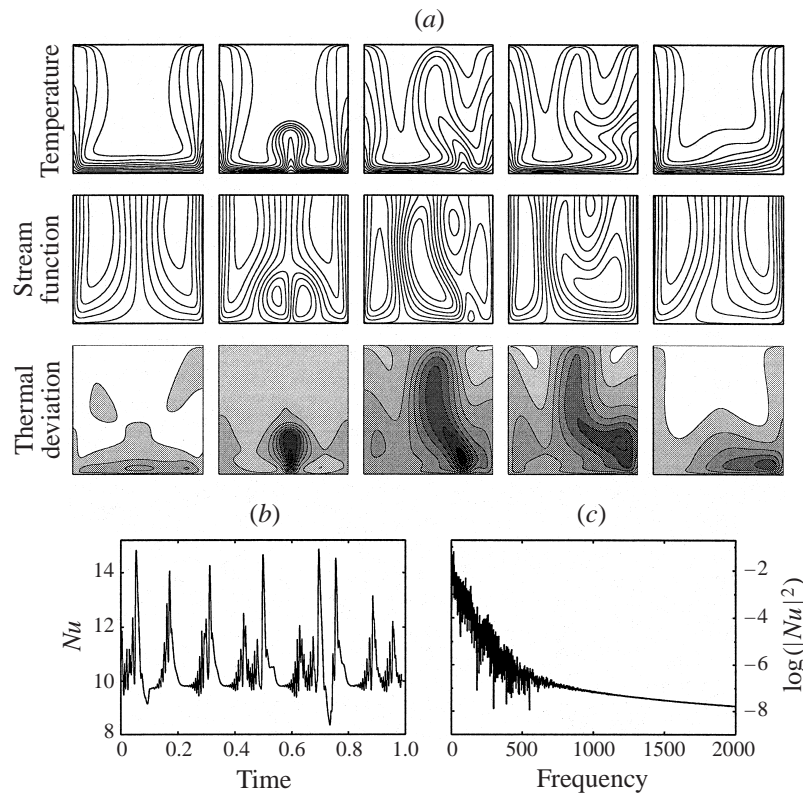 (a)
Temperature
Stream
function
Thermal
deviation
(b)
(c)
14
12
10
8
Nu
0
0.2
0.4
0.6
0.8
1.0
Time
−2
−4
−6
−8
log(|Nu|²)
0
500
1000
1500
2000
Frequency